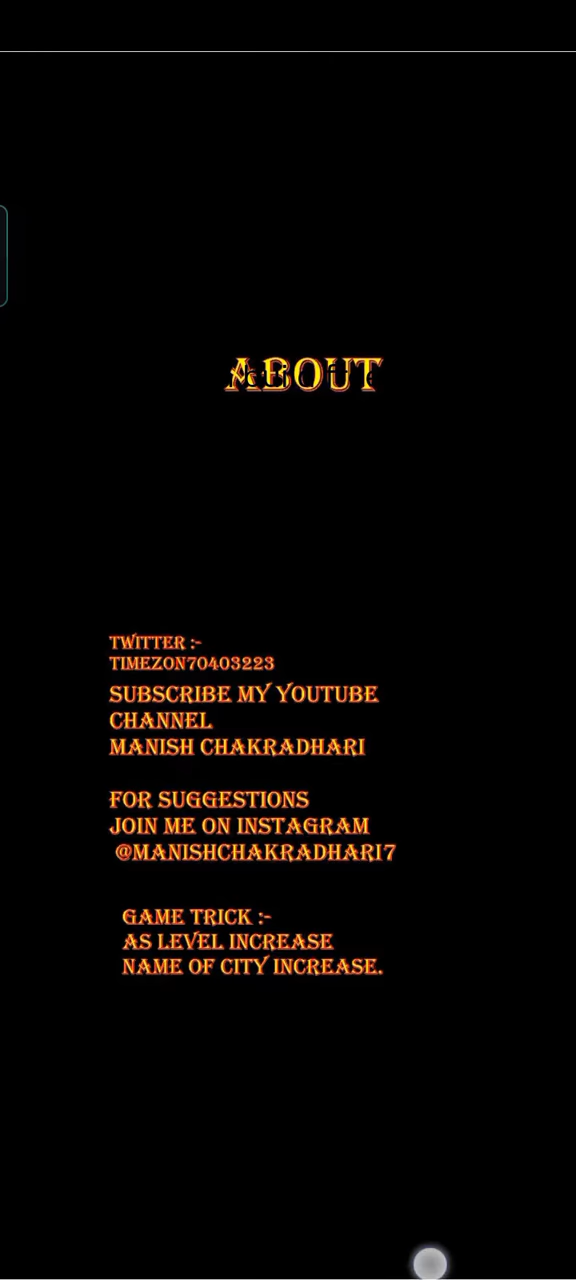 ABOUT
TWITTER :-
TIMEZON70403223
SUBSCRIBE MY YOUTUBE
CHANNEL
MANISH CHAKRADHARI
FOR SUGGESTIONS
JOIN ME ON INSTAGRAM
@MANISHCHAKRADHARI7
GAME TRICK :-
AS LEVEL INCREASE
NAME OF CITY INCREASE.